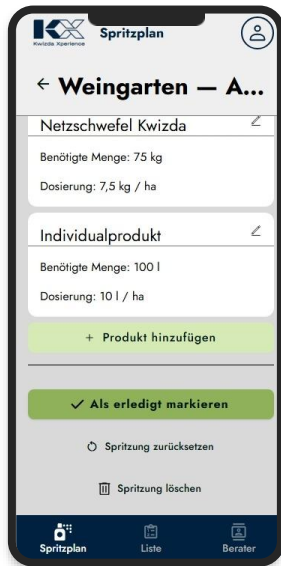 KX
Kwizda Xperience
Spritzplan
← Weingarten — A...
Netzschwefel Kwizda
Benötigte Menge: 75 kg
Dosierung: 7,5 kg / ha
Individualprodukt
Benötigte Menge: 100 l
Dosierung: 10 l / ha
+ Produkt hinzufügen
Als erledigt markieren
Spritzung zurücksetzen
Spritzung löschen
Spritzplan Liste Berater